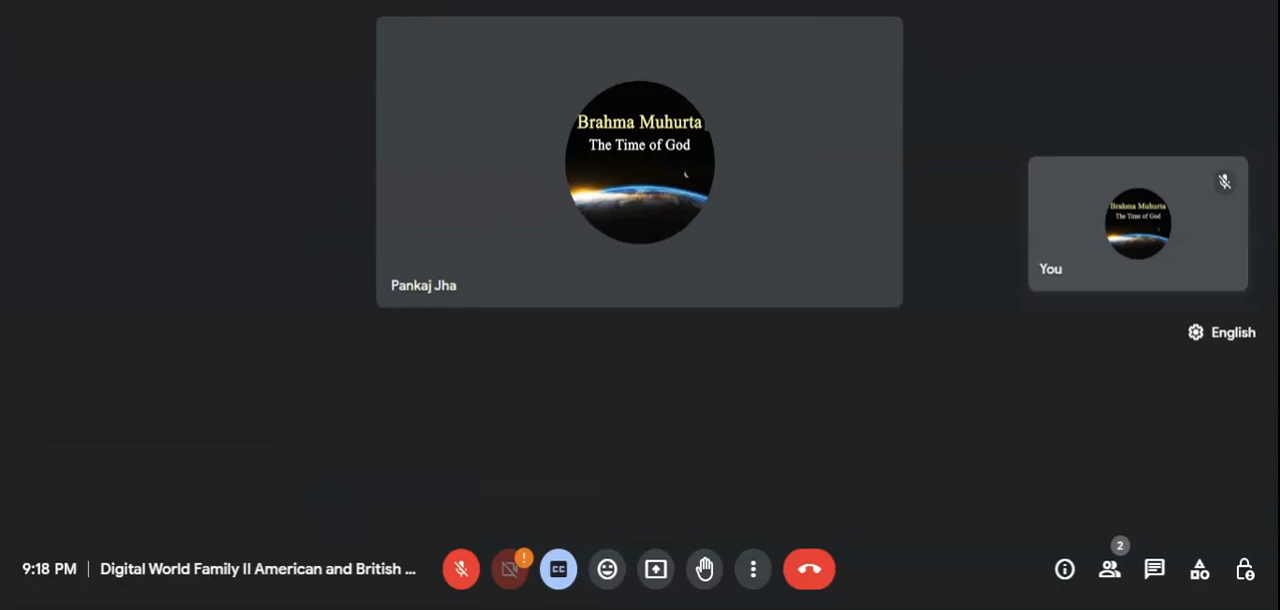 Brahma Muhurta
The Time of God
Pankaj Jha
Brahma Muhurta
The Time of God
You
English
2
9:18 PM | Digital World Family II American and British ...
!
CC